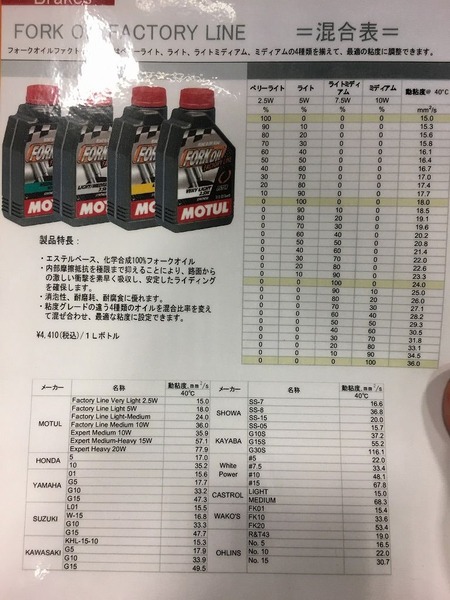 Brakes
FORK OIL FACTORY LINE ＝混合表＝
ベリーライト、ライト、ライトミディアム、ミディアムの4種類を揃えて、最適の粘度に調整できます。
MOTUL
MOTUL
MOTUL
FORK OIL
VERY LIGHT
MOTUL
製品特長：
・エステルベース、化学合成100％フォークオイル
・内部摩擦抵抗を極限まで抑えることにより、路面から
の激しい衝撃を素早く吸収し、安定したライディング
を確保します。
・消泡性、耐磨耗、耐腐食に優れます。
・粘度グレードの違う4種類のオイルを混合比率を変え
て混ぜ合わせ、最適な粘度に設定できます。
¥4,410(税込)/1Lボトル
ベリーライト ライト ライトミディアム ミディアム 動粘度@ 40℃
2.5W 5W 7.5W 10W
% % % % mm²/s
100 0 0 0 15.0
90 10 0 0 15.3
80 20 0 0 15.6
70 30 0 0 15.8
60 40 0 0 16.1
50 50 0 0 16.4
40 60 0 0 16.7
30 70 0 0 17.0
20 80 0 0 17.4
10 90 0 0 17.7
0 100 0 0 18.0
0 90 10 0 18.5
0 80 20 0 19.1
0 70 30 0 19.6
0 60 40 0 20.2
0 50 50 0 20.8
0 40 60 0 21.4
0 30 70 0 22.0
0 20 80 0 22.6
0 10 90 0 23.3
0 0 100 0 24.0
0 0 90 10 25.0
0 0 80 20 26.0
0 0 70 30 27.1
0 0 60 40 28.2
0 0 50 50 29.3
0 0 40 60 30.5
0 0 30 70 31.8
0 0 20 80 33.1
0 0 10 90 34.5
0 0 0 100 36.0
メーカー 名称 動粘度, mm²/s 40℃
MOTUL
Factory Line Very Light 2.5W 15.0
Factory Line Light 5W 18.0
Factory Line Light-Medium 24.0
Factory Line Medium 10W 36.0
Expert Medium 10W 35.9
Expert Medium-Heavy 15W 57.1
Expert Heavy 20W 77.9
HONDA
5 17.0
10 35.2
YAMAHA
01 15.6
G5 17.7
G10 33.2
G15 47.3
SUZUKI
L01 15.5
W-15 16.8
G10 33.3
G15 47.7
KAWASAKI
KHL-15-10 15.3
G5 17.9
G10 33.9
G15 49.5
メーカー 名称 動粘度, mm²/s 40℃
SHOWA
SS-7 16.6
SS-8 36.8
SS-15 20.0
SS-05 15.7
KAYABA
G10S 37.2
G15S 55.2
G30S 116.1
White Power
#5 22.0
#7.5 33.4
#10 48.1
#15 67.8
CASTROL
LIGHT 15.0
MEDIUM 68.3
WAKO'S
FK01 15.4
FK10 33.6
FK20 53.4
OHLINS
R&T43 19.0
No. 5 16.5
No. 10 22.0
No. 15 30.7